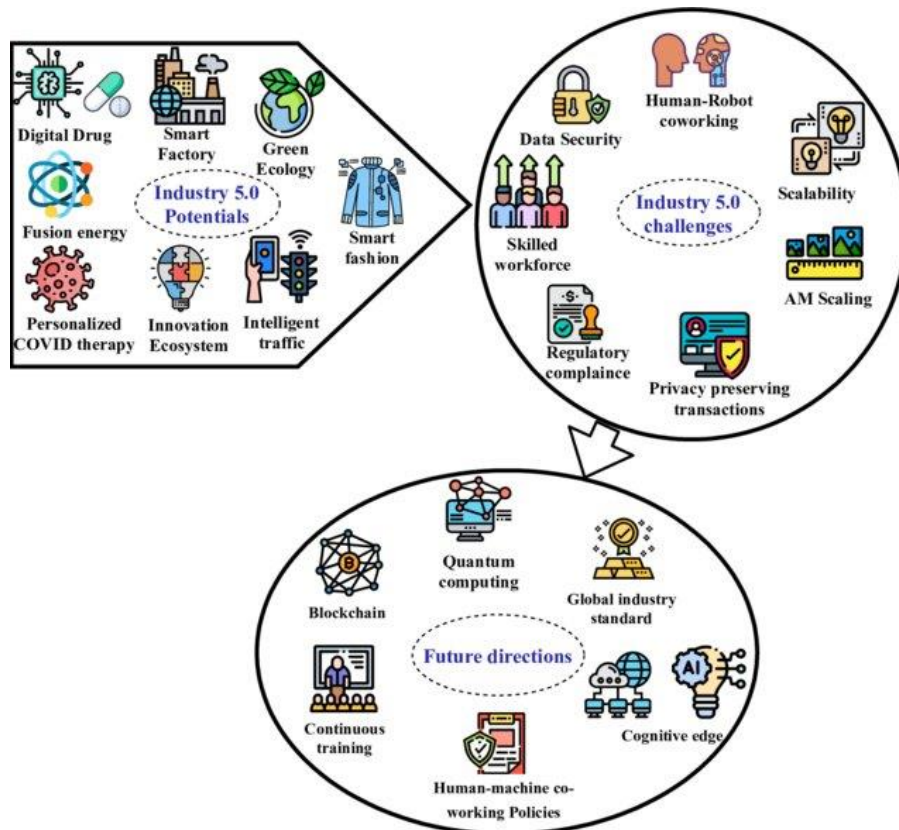 Digital Drug
Smart
Factory
Green
Ecology
Industry 5.0
Potentials
Fusion energy
Smart
fashion
Personalized
COVID therapy
Innovation
Ecosystem
Intelligent
traffic
Human-Robot
coworking
Data Security
Scalability
Industry 5.0
challenges
Skilled
workforce
AM Scaling
Regulatory
complaince
Privacy preserving
transactions
Quantum
computing
Blockchain
Global industry
standard
Future directions
AI
Continuous
training
Cognitive edge
Human-machine co-
working Policies